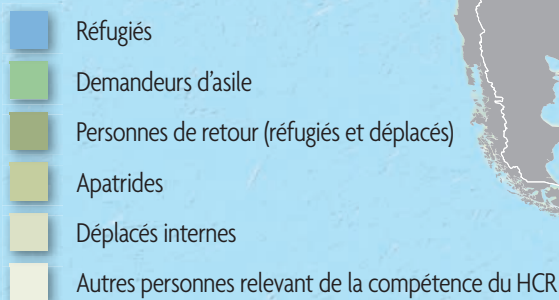 Réfugiés
Demandeurs d'asile
Personnes de retour (réfugiés et déplacés)
Apatrides
Déplacés internes
Autres personnes relevant de la compétence du HCR